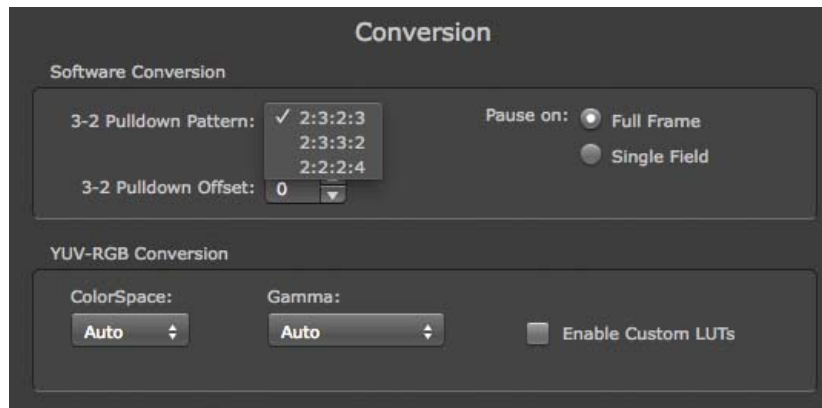 Conversion
Software Conversion
3-2 Pulldown Pattern:
✓ 2:3:2:3
2:3:3:2
2:2:2:4
Pause on:
Full Frame
Single Field
3-2 Pulldown Offset:
0
YUV-RGB Conversion
ColorSpace:
Gamma:
Auto
Auto
Enable Custom LUTs